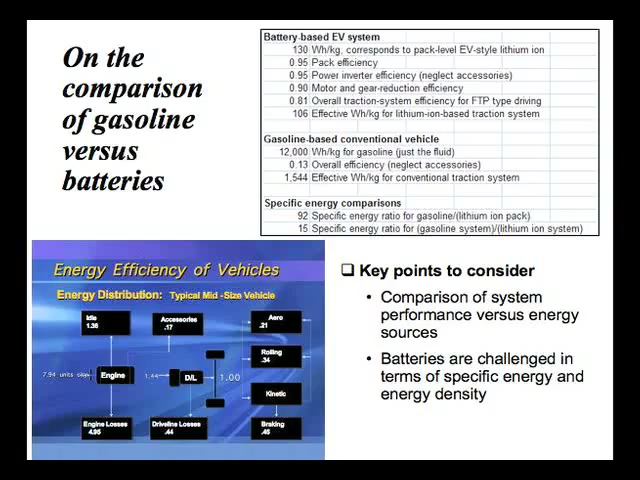 On the
comparison
of gasoline
versus
batteries
Battery-based EV system
130 Wh/kg, corresponds to pack-level EV-style lithium ion
0.95 Pack efficiency
0.95 Power inverter efficiency (neglect accessories)
0.90 Motor and gear-reduction efficiency
0.81 Overall traction-system efficiency for FTP type driving
106 Effective Wh/kg for lithium-ion-based traction system
Gasoline-based conventional vehicle
12,000 Wh/kg for gasoline (just the fluid)
0.13 Overall efficiency (neglect accessories)
1,544 Effective Wh/kg for conventional traction system
Specific energy comparisons
92 Specific energy ratio for gasoline/(lithium ion pack)
15 Specific energy ratio for (gasoline system)/(lithium ion system)
Energy Efficiency of Vehicles
Energy Distribution: Typical Mid-Size Vehicle
Idle
1.36
Accessories
.17
Aero
.21
Rolling
.34
7.94 units
Engine
1.44
D/L
1.00
Kinetic
Engine Losses
4.95
Driveline Losses
.44
Braking
.45
Key points to consider
• Comparison of system
performance versus energy
sources
• Batteries are challenged in
terms of specific energy and
energy density